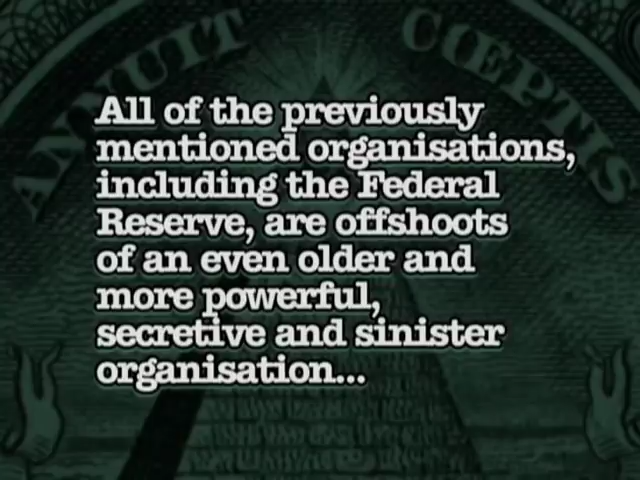 ANNUIT CŒPTIS
All of the previously
mentioned organisations,
including the Federal
Reserve, are offshoots
of an even older and
more powerful,
secretive and sinister
organisation...